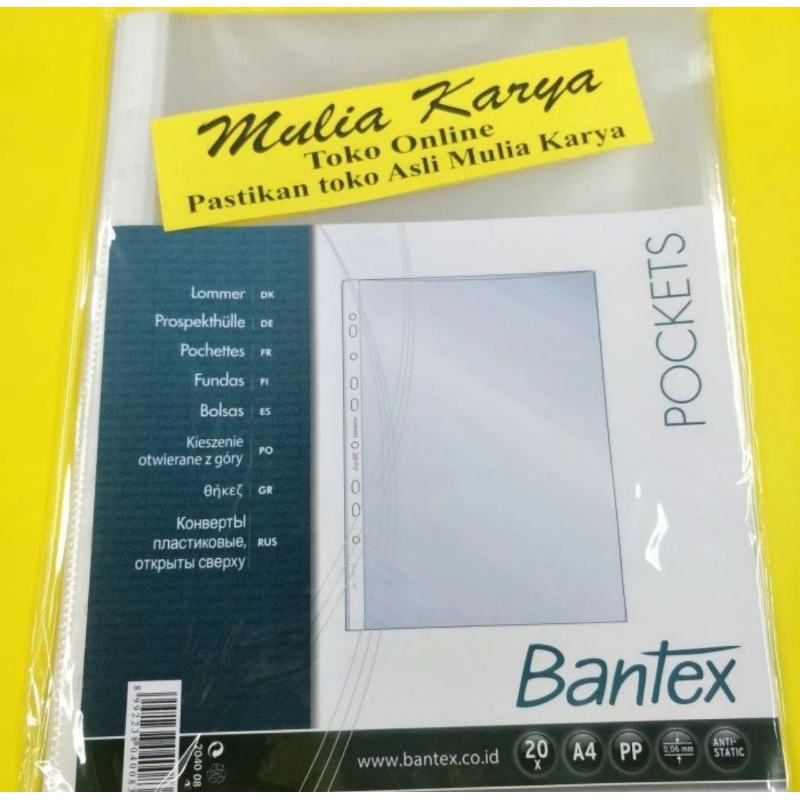 Mulia Karya
Toko Online
Pastikan toko Asli Mulia Karya
POCKETS
Lommer DK
Prospekthülle DE
Pochettes FR
Fundas FI
Bolsas ES
Kieszenie
otwierane z góry PO
θήκεζ GR
Конверты
пластиковые, RUS
открыты сверху
Bantex
www.bantex.co.id
20 x
A4
PP
0,06 mm
ANTI-
STATIC
2040 08